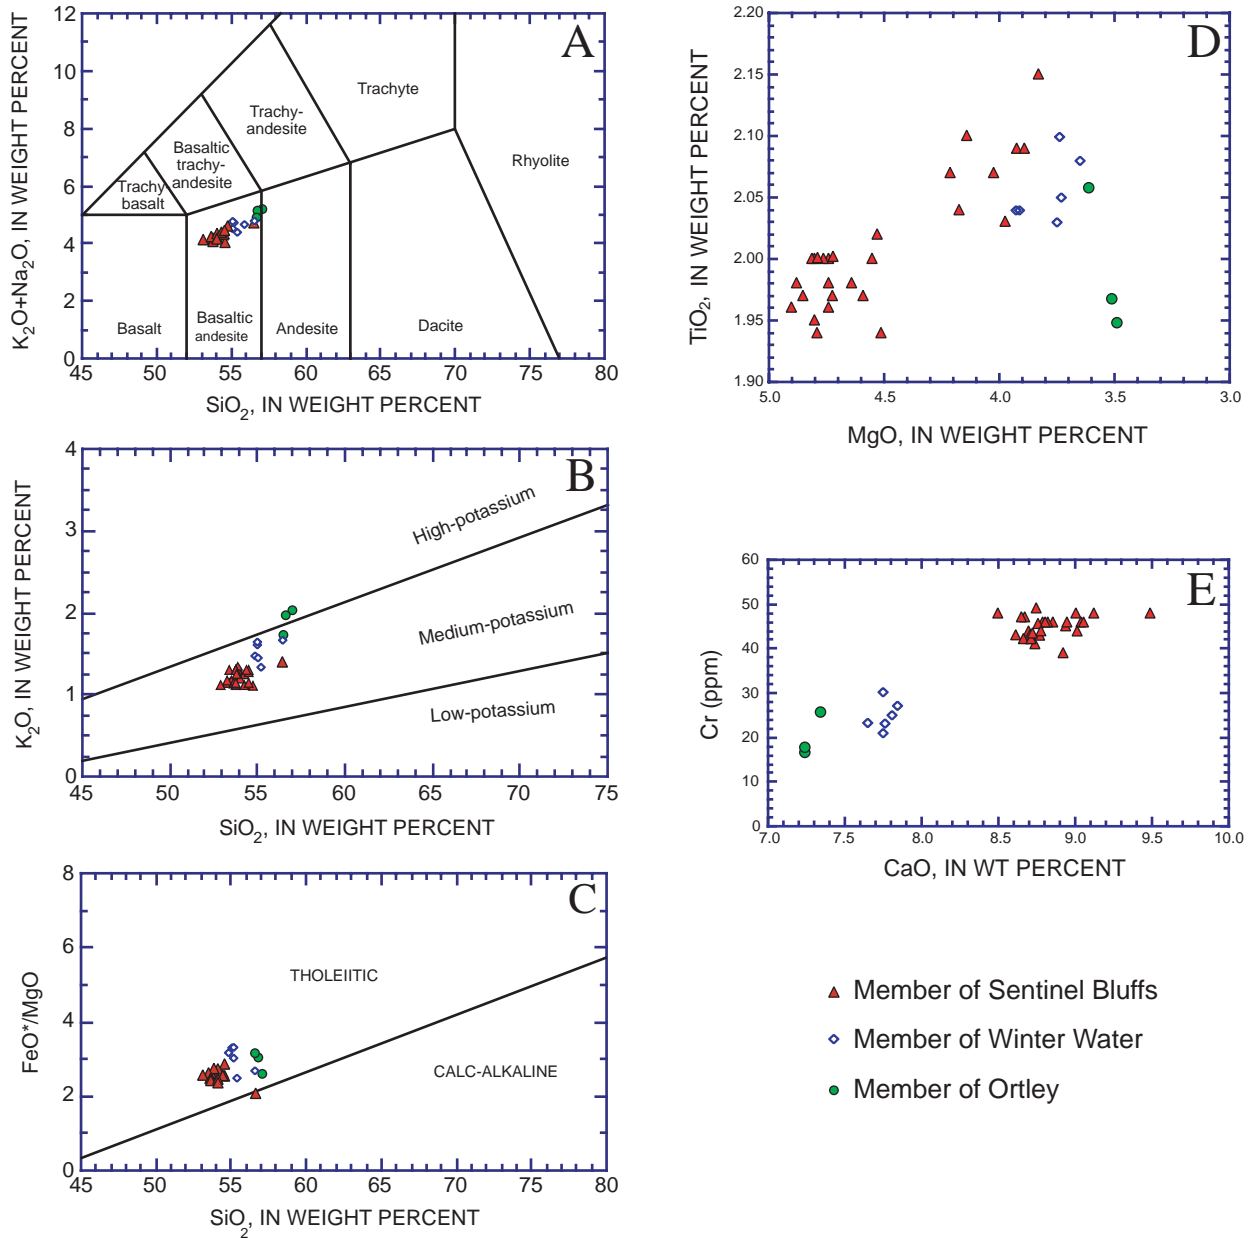 A
K2O+Na2O, IN WEIGHT PERCENT
12
10
8
6
4
2
0
Trachyte
Trachy-
andesite
Basaltic
trachy-
andesite
Trachy
basalt
Rhyolite
Basalt
Basaltic
andesite
Andesite
Dacite
45 50 55 60 65 70 75 80
SiO2, IN WEIGHT PERCENT
B
K2O, IN WEIGHT PERCENT
4
3
2
1
0
High-potassium
Medium-potassium
Low-potassium
45 50 55 60 65 70 75
SiO2, IN WEIGHT PERCENT
C
FeO*/MgO
8
6
4
2
0
THOLEIITIC
CALC-ALKALINE
45 50 55 60 65 70 75 80
SiO2, IN WEIGHT PERCENT
D
TiO2, IN WEIGHT PERCENT
2.20
2.15
2.10
2.05
2.00
1.95
1.90
5.0 4.5 4.0 3.5 3.0
MgO, IN WEIGHT PERCENT
E
Cr (ppm)
60
50
40
30
20
10
0
7.0 7.5 8.0 8.5 9.0 9.5 10.0
CaO, IN WT PERCENT
Member of Sentinel Bluffs
Member of Winter Water
Member of Ortley